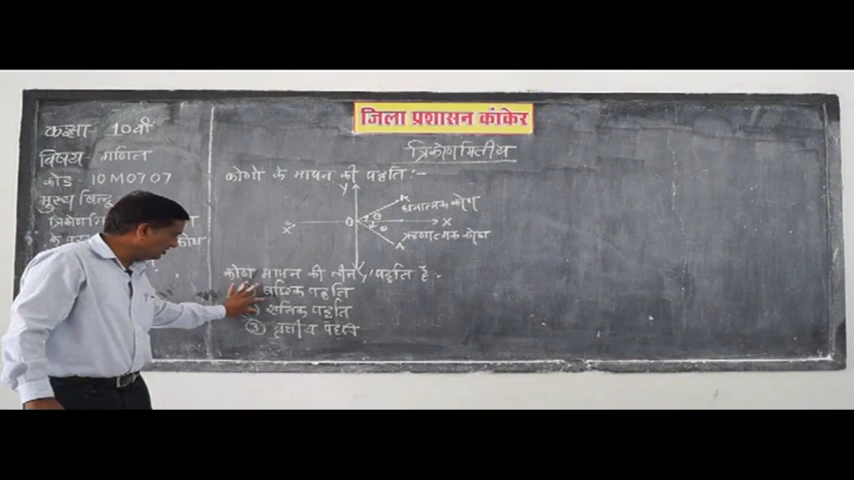 जिला प्रशासन कांकेर
कक्षा - 10वीं
विषय - गणित
कोड - 10M0707
मुख्य बिन्दू
त्रिकोणमि
के
कोण
त्रिकोणमितीय
कोणों के मापन की पद्धति :-
Y
A
θ धनात्मक कोण
X' O X
θ ऋणात्मक कोण
A
Y'
कोण मापन की तीन पद्धति है -
षष्टिक पद्धति
शतिक पद्धति
③ वृत्तीय पद्धति